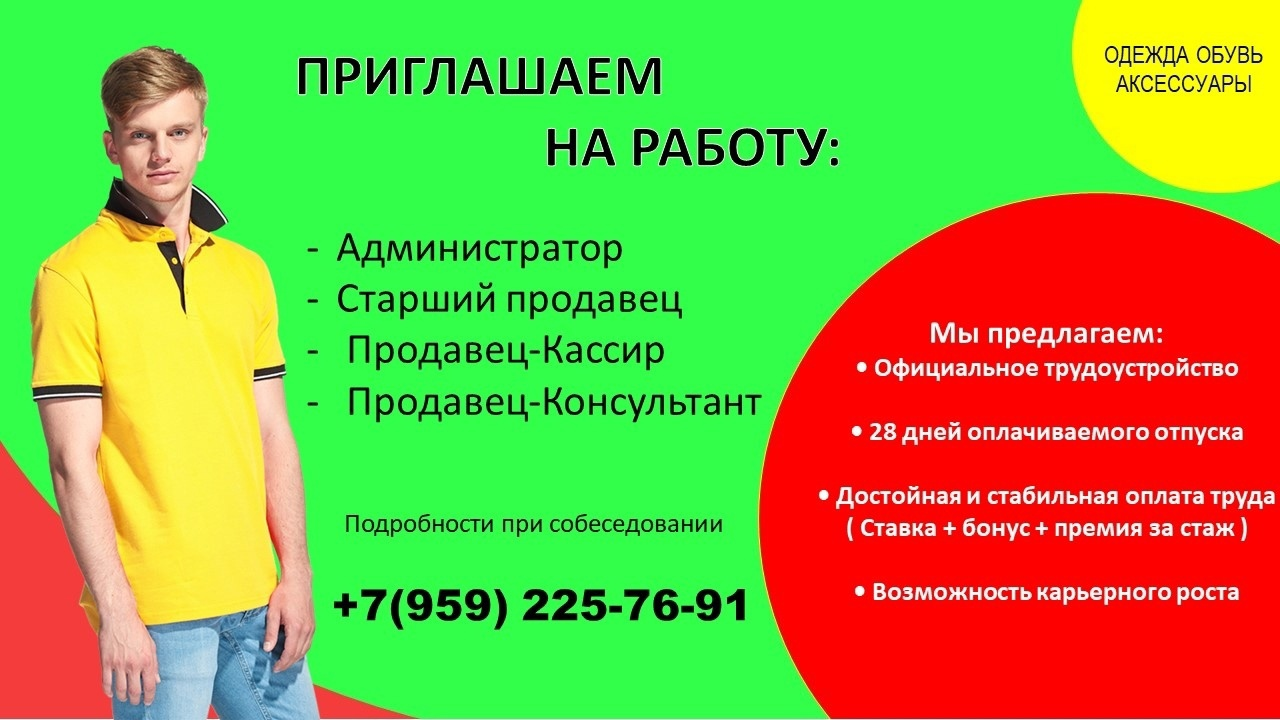 ПРИГЛАШАЕМ
НА РАБОТУ:
ОДЕЖДА ОБУВЬ
АКСЕССУАРЫ
- Администратор
- Старший продавец
- Продавец-Кассир
- Продавец-Консультант
Подробности при собеседовании
+7(959) 225-76-91
Мы предлагаем:
• Официальное трудоустройство
• 28 дней оплачиваемого отпуска
• Достойная и стабильная оплата труда
( Ставка + бонус + премия за стаж )
• Возможность карьерного роста